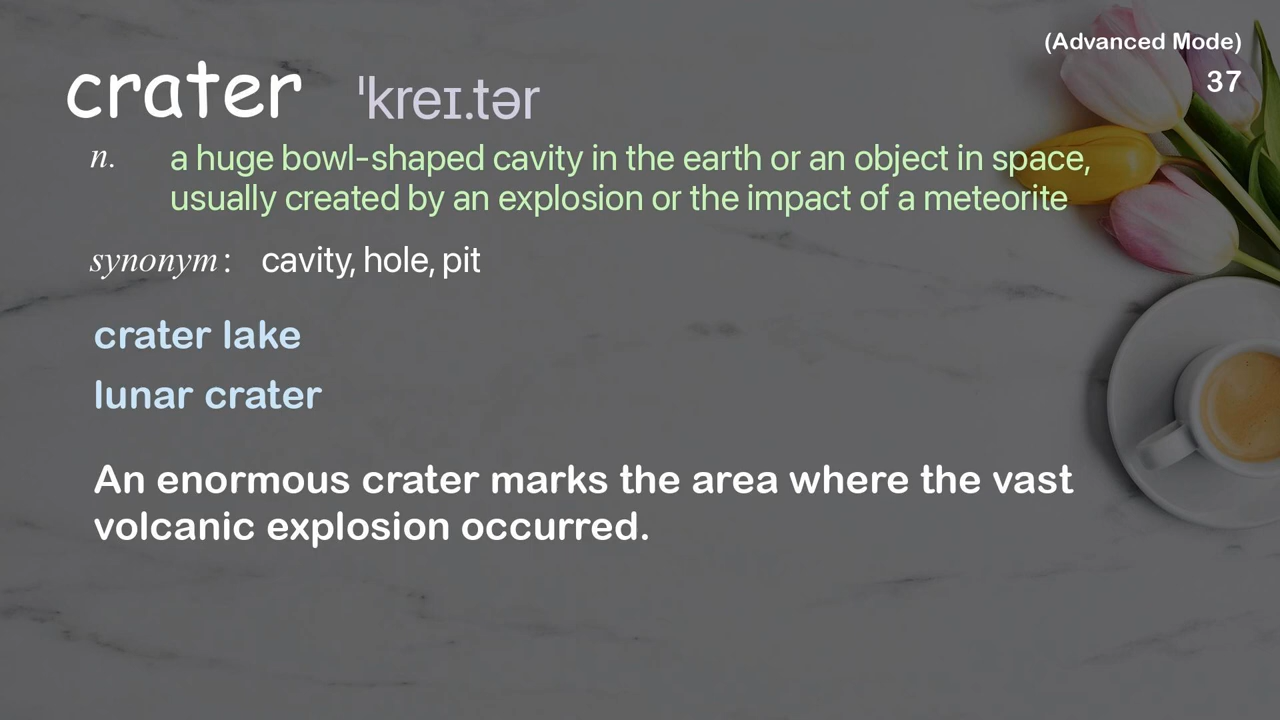 (Advanced Mode)
37
crater ˈkreɪ.tər
n. a huge bowl-shaped cavity in the earth or an object in space,
usually created by an explosion or the impact of a meteorite
synonym : cavity, hole, pit
crater lake
lunar crater
An enormous crater marks the area where the vast
volcanic explosion occurred.